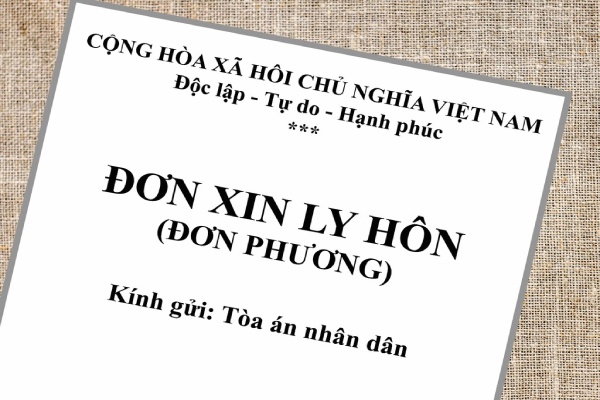 CỘNG HÒA XÃ HÔI CHỦ NGHĨA VIỆT NAM
Độc lập - Tự do - Hạnh phúc
***
ĐƠN XIN LY HÔN
(ĐƠN PHƯƠNG)
Kính gửi: Tòa án nhân dân